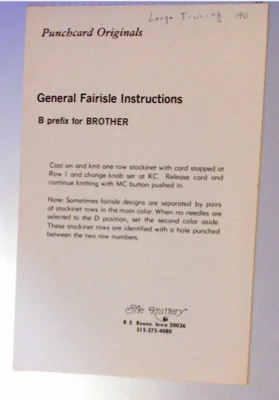 Punchcard Originals
General Fairisle Instructions
B prefix for BROTHER
Cast on and knit one row stockinet with card stopped at
Row 1 and change knob set at KC. Release card and
continue knitting with MC button pushed in.
Note: Sometimes fairisle designs are separated by pairs
of stockinet rows in the main color. When no needles are
selected to the D position, set the second color aside.
These stockinet rows are identified with a hole punched
between the two row numbers.
The Knittery
R 5 Boone, Iowa 50036
515-275-4080